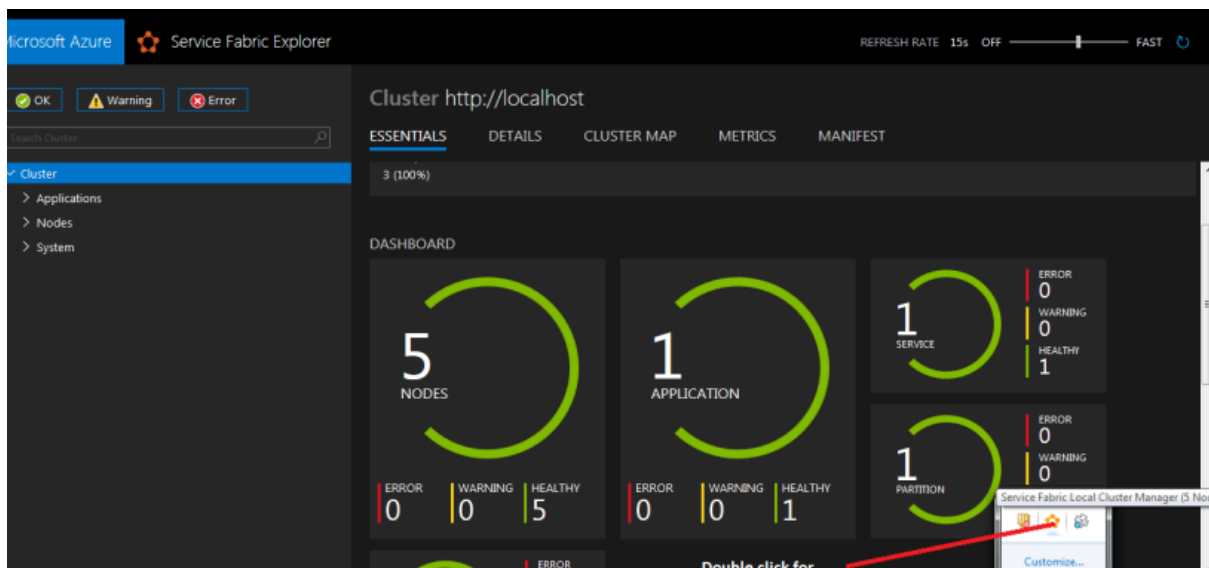 Microsoft Azure Service Fabric Explorer REFRESH RATE 15s OFF FAST
OK Warning Error
Cluster http://localhost
Search Cluster
ESSENTIALS DETAILS CLUSTER MAP METRICS MANIFEST
Cluster
3 (100%)
Applications
Nodes
System
DASHBOARD
5
NODES
ERROR
0
WARNING
0
HEALTHY
5
1
APPLICATION
ERROR
0
WARNING
0
HEALTHY
1
1
SERVICE
ERROR
0
WARNING
0
HEALTHY
1
1
PARTITION
ERROR
0
WARNING
0
Service Fabric Local Cluster Manager (5 No
Customize...
ERROR
Double click for